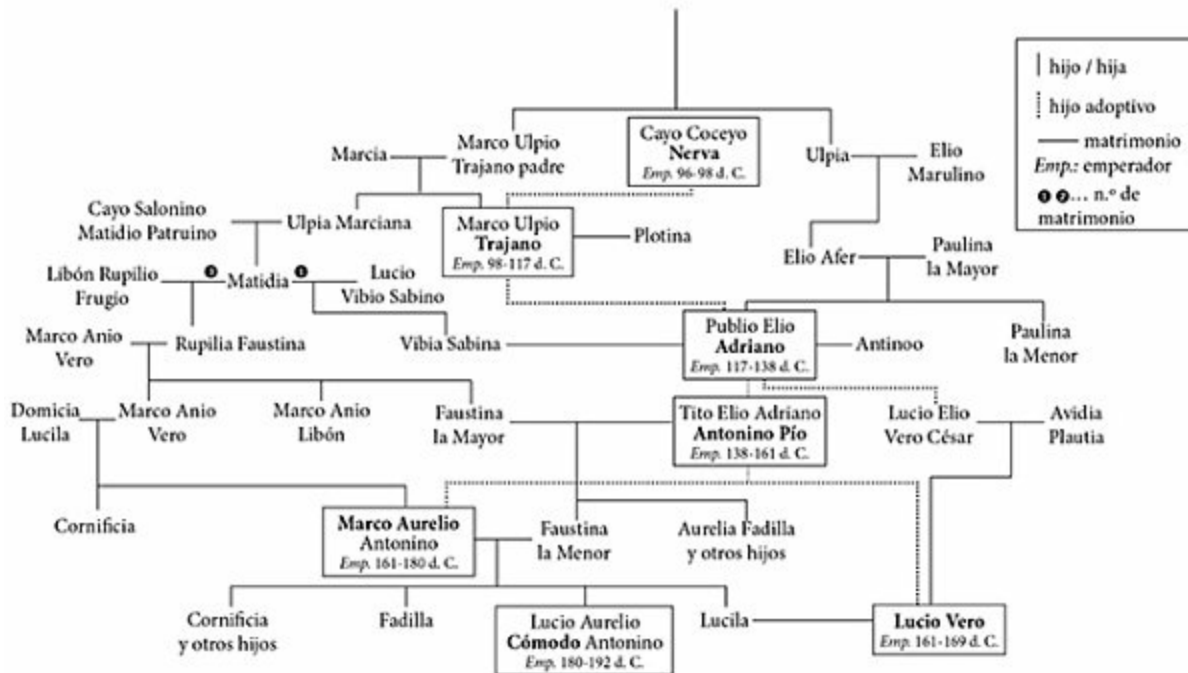 hijo / hija
hijo adoptivo
matrimonio
Emp.: emperador
❶ ❷... n.º de
matrimonio
Marcia
Marco Ulpio
Trajano padre
Cayo Coceyo
Nerva
Emp. 96-98 d. C.
Ulpia
Elio
Marulino
Cayo Salonino
Matidio Patruino
Ulpia Marciana
Marco Ulpio
Trajano
Emp. 98-117 d. C.
Plotina
Elio Afer
Paulina
la Mayor
Libón Rupilio
Frugio
Matidia
Lucio
Vibio Sabino
Marco Anio
Vero
Rupilia Faustina
Vibia Sabina
Publio Elio
Adriano
Emp. 117-138 d. C.
Antinoo
Paulina
la Menor
Domicia
Lucila
Marco Anio
Vero
Marco Anio
Libón
Faustina
la Mayor
Tito Elio Adriano
Antonino Pío
Emp. 138-161 d. C.
Lucio Elio
Vero César
Avidia
Plautia
Cornificia
Marco Aurelio
Antonino
Emp. 161-180 d. C.
Faustina
la Menor
Aurelia Fadilla
y otros hijos
Cornificia
y otros hijos
Fadilla
Lucio Aurelio
Cómodo Antonino
Emp. 180-192 d. C.
Lucila
Lucio Vero
Emp. 161-169 d. C.